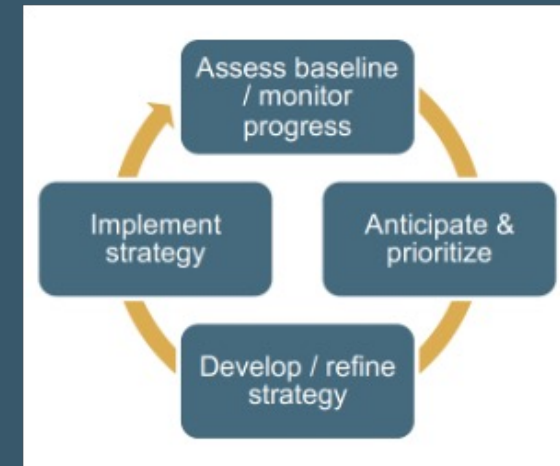 Assess baseline
/ monitor
progress
Anticipate &
prioritize
Develop / refine
strategy
Implement
strategy